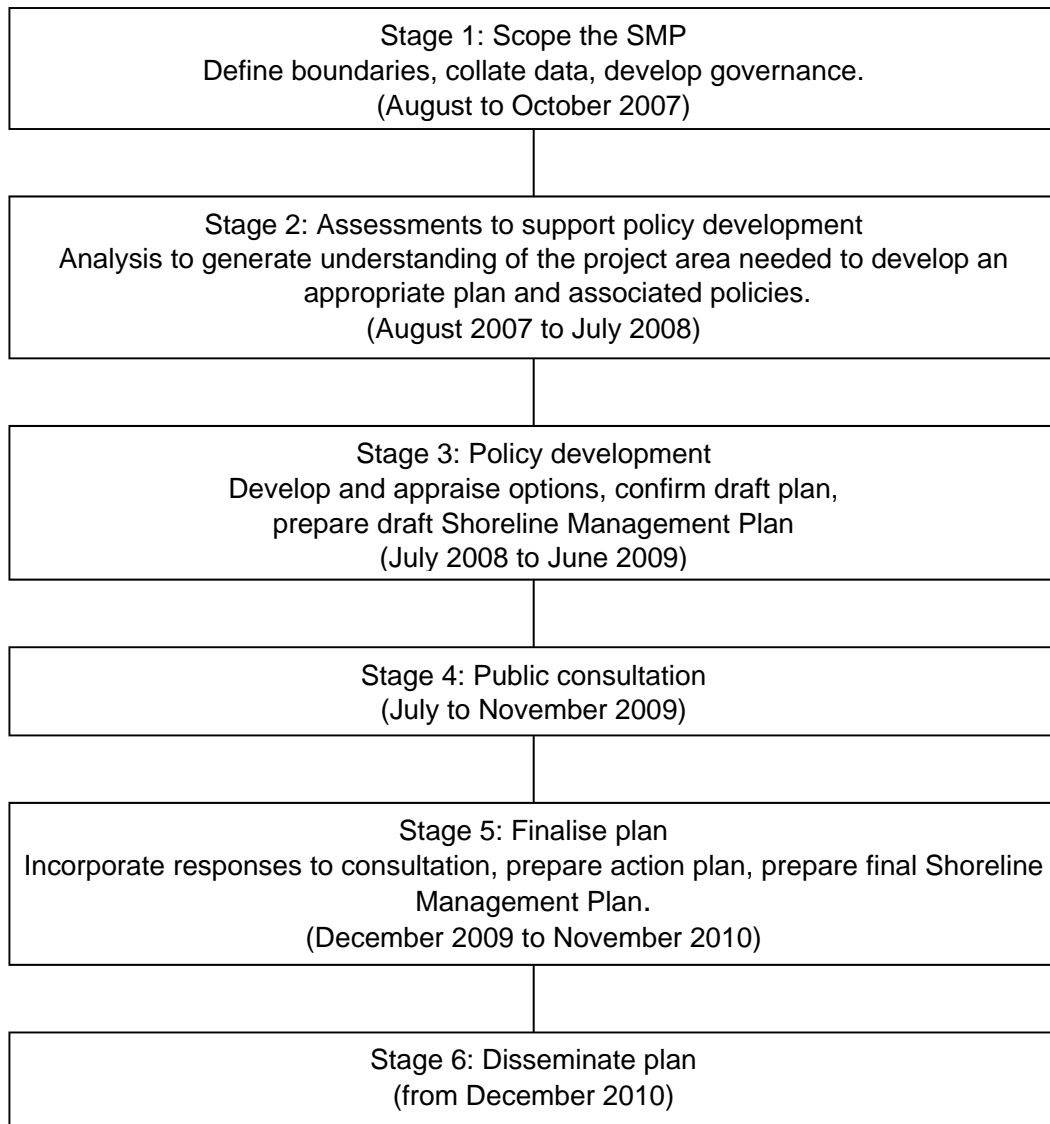 Stage 1: Scope the SMP
Define boundaries, collate data, develop governance.
(August to October 2007)
Stage 2: Assessments to support policy development
Analysis to generate understanding of the project area needed to develop an
appropriate plan and associated policies.
(August 2007 to July 2008)
Stage 3: Policy development
Develop and appraise options, confirm draft plan,
prepare draft Shoreline Management Plan
(July 2008 to June 2009)
Stage 4: Public consultation
(July to November 2009)
Stage 5: Finalise plan
Incorporate responses to consultation, prepare action plan, prepare final Shoreline
Management Plan.
(December 2009 to November 2010)
Stage 6: Disseminate plan
(from December 2010)